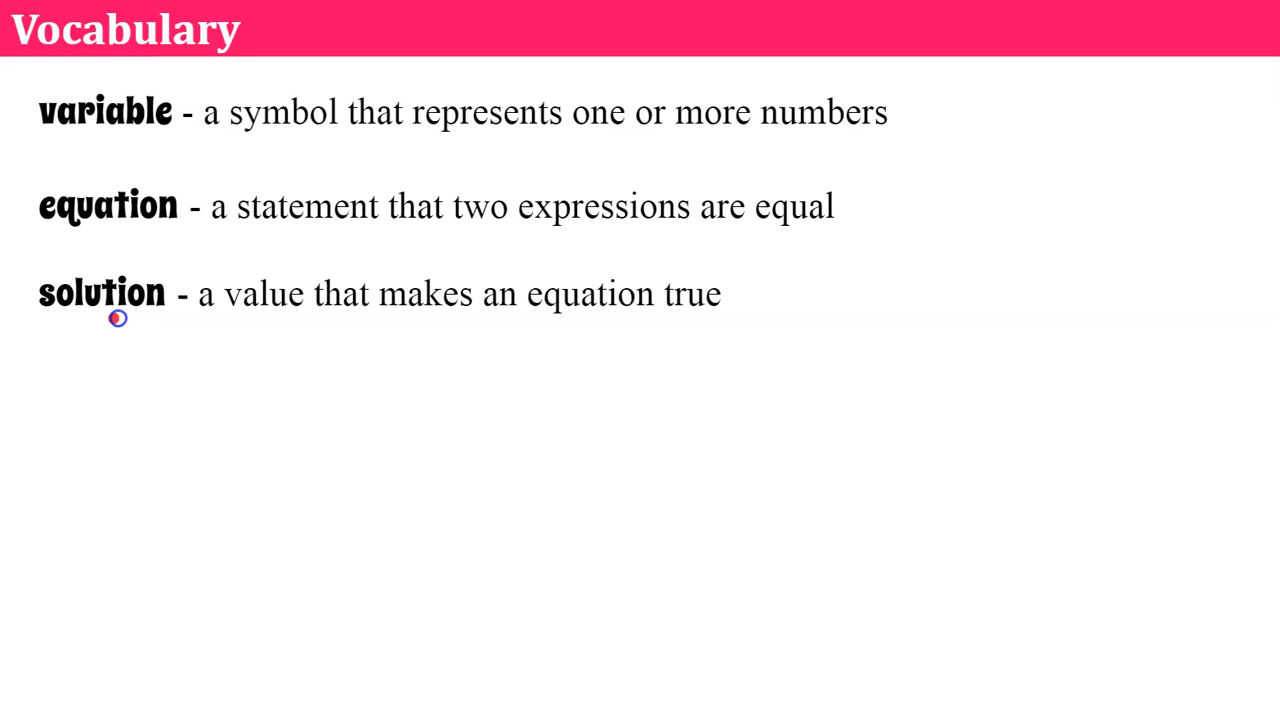 Vocabulary
variable - a symbol that represents one or more numbers
equation - a statement that two expressions are equal
solution - a value that makes an equation true